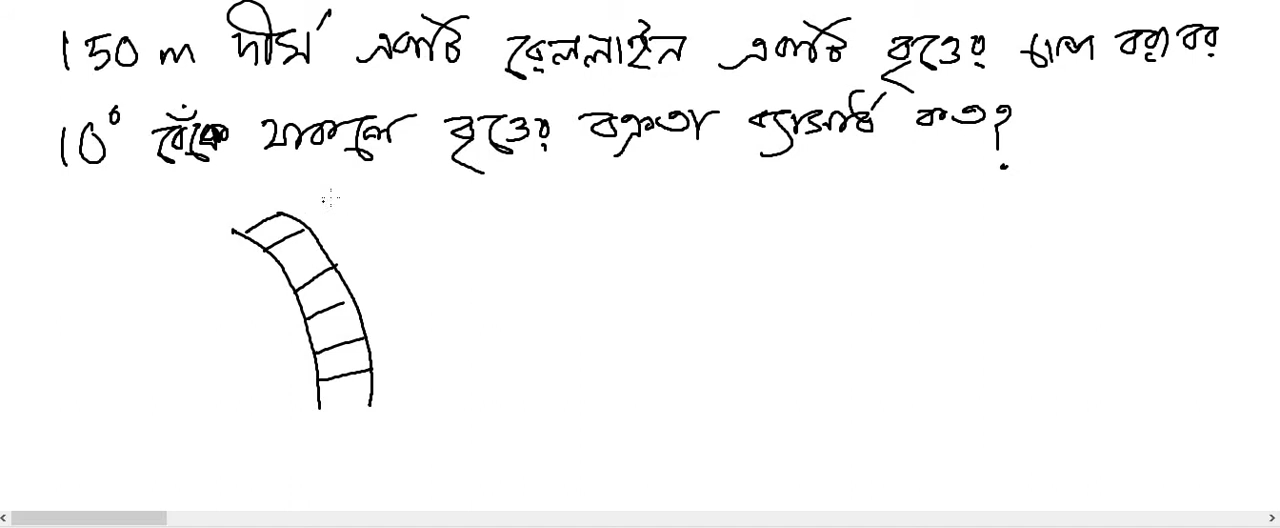 150 m দীর্ঘ একটি রেললাইন একটি বৃত্তের চাপ বরাবর
10° বেঁকে থাকলে বৃত্তের বক্রতা ব্যাসার্ধ কত?